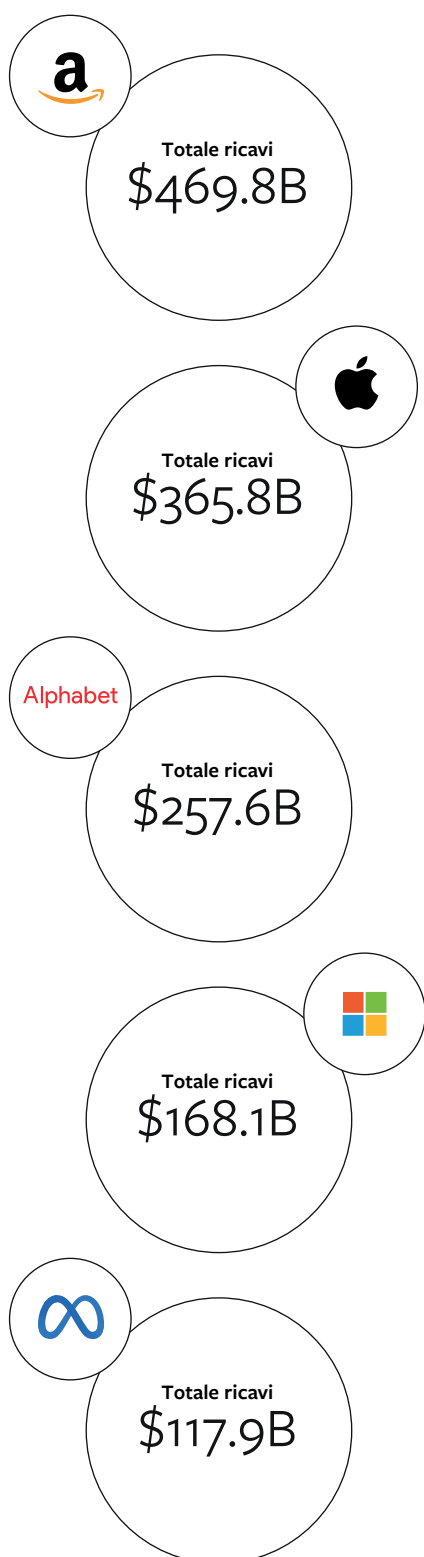 a
Totale ricavi
$469.8B
Totale ricavi
$365.8B
Alphabet
Totale ricavi
$257.6B
Totale ricavi
$168.1B
Totale ricavi
$117.9B